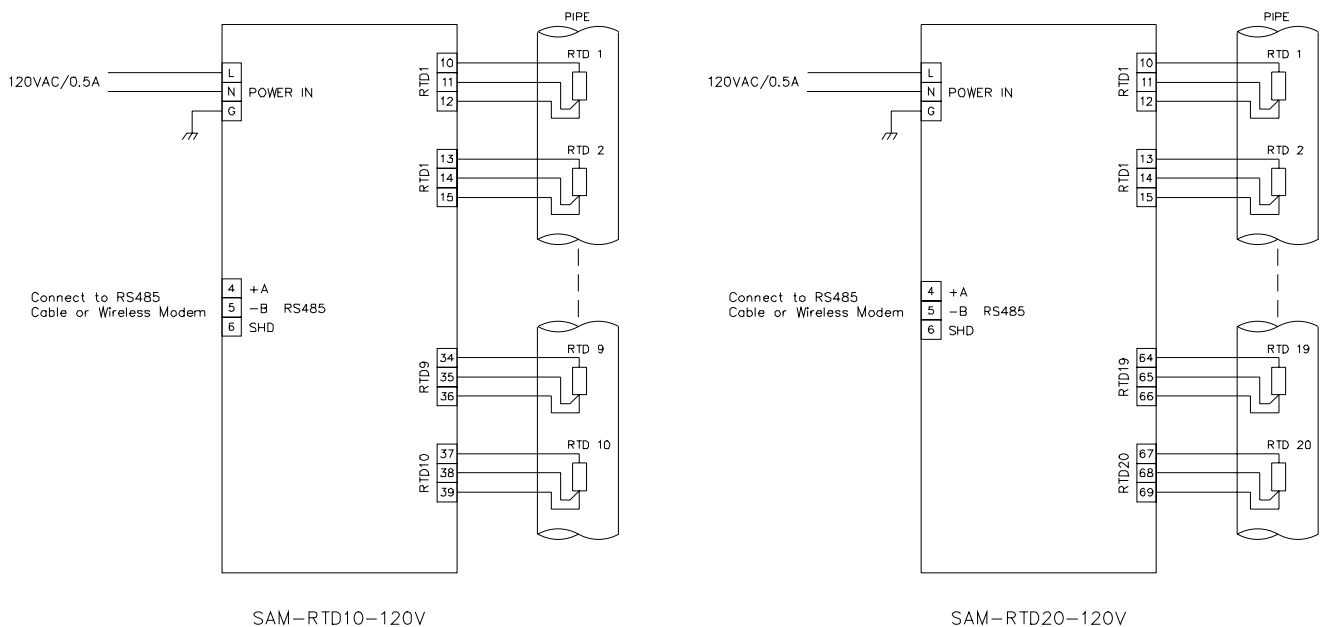 PIPE
RTD 1
120VAC/0.5A
L
N
G
POWER IN
RTD1
10
11
12
RTD 2
RTD1
13
14
15
Connect to RS485
Cable or Wireless Modem
4
5
6
+A
-B RS485
SHD
RTD 9
RTD9
34
35
36
RTD 10
RTD10
37
38
39
SAM-RTD10-120V
PIPE
RTD 1
120VAC/0.5A
L
N
G
POWER IN
RTD1
10
11
12
RTD 2
RTD1
13
14
15
Connect to RS485
Cable or Wireless Modem
4
5
6
+A
-B RS485
SHD
RTD 19
RTD19
64
65
66
RTD 20
RTD20
67
68
69
SAM-RTD20-120V